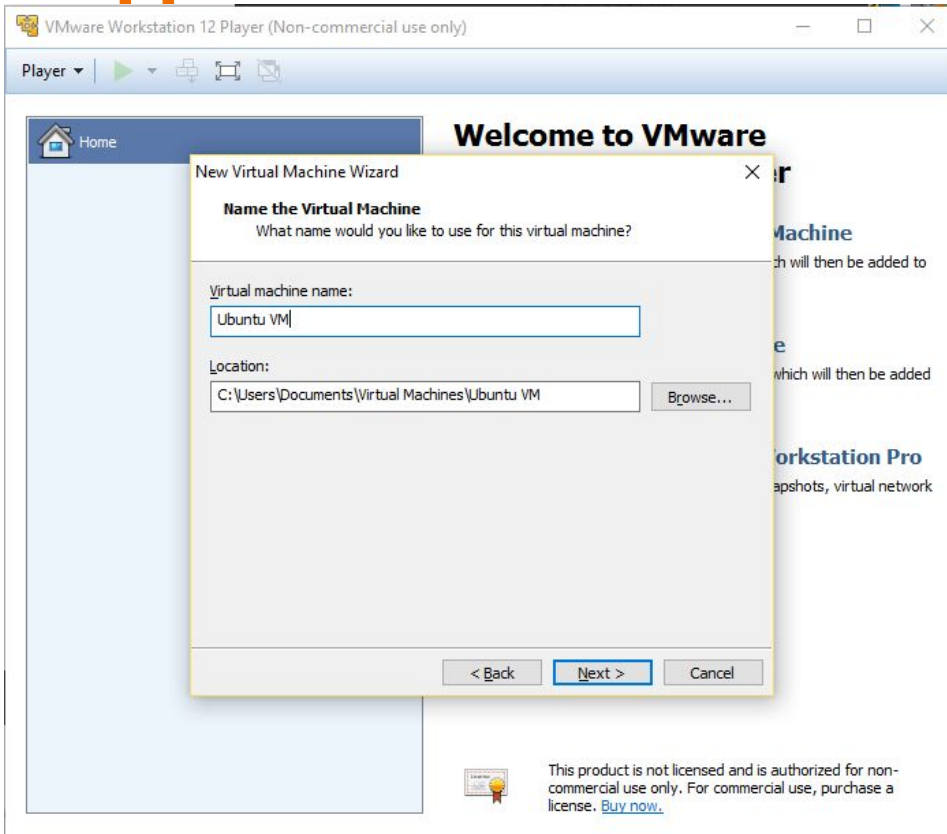 VMware Workstation 12 Player (Non-commercial use only)
Player
Home
Welcome to VMware
New Virtual Machine Wizard
Name the Virtual Machine
What name would you like to use for this virtual machine?
Machine
will then be added to
Virtual machine name:
Ubuntu VM
Location:
which will then be added
C:\Users\Documents\Virtual Machines\Ubuntu VM
Browse...
Pro
virtual network
< Back
Next >
Cancel
This product is not licensed and is authorized for non-
commercial use only. For commercial use, purchase a
license. Buy now.